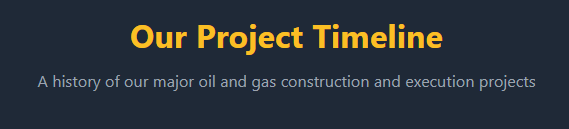 Our Project Timeline
A history of our major oil and gas construction and execution projects